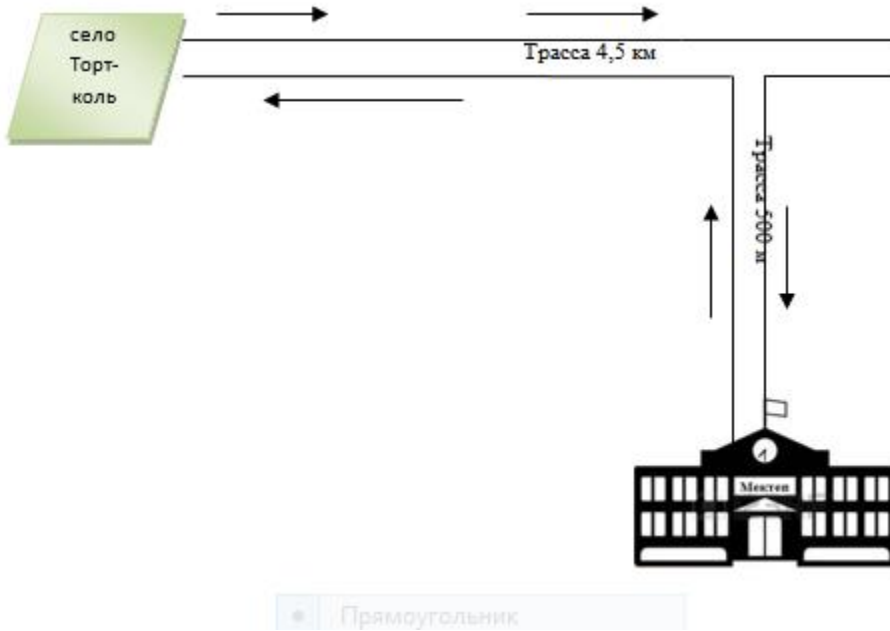 село
Торт-
коль
Трасса 4,5 км
Трасса 500 м
Мектеп
Прямоугольник